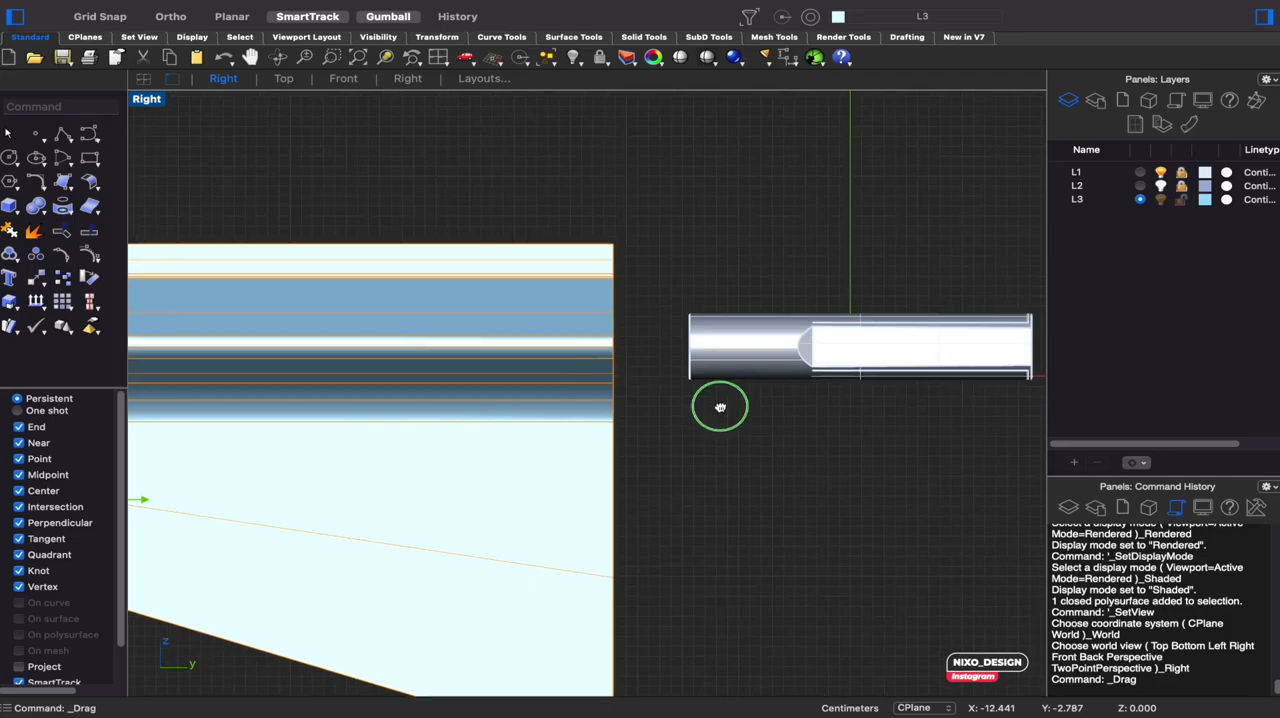 Grid Snap Ortho Planar SmartTrack Gumball History L3
Standard CPlanes Set View Display Select Viewport Layout Visibility Transform Curve Tools Surface Tools Solid Tools SubD Tools Mesh Tools Render Tools Drafting New in V7
Right Top Front Right Layouts... Panels: Layers
Right
Command
Name Linetyp
L1 Conti...
L2 Conti...
L3 Conti...
Persistent
One shot
End
Near
Point
Midpoint
Center
Intersection
Perpendicular
Tangent
Quadrant
Knot
Vertex
On curve
On surface
On polysurface
On mesh
Project
SmartTrack
z
y
NIXO_DESIGN
Instagram
Panels: Command History
Select a display mode ( Viewport=Active
Mode=Rendered )_Rendered
Display mode set to "Rendered".
Command: '_SetDisplayMode
Select a display mode ( Viewport=Active
Mode=Rendered )_Shaded
Display mode set to "Shaded".
1 closed polysurface added to selection.
Command: '_SetView
Choose coordinate system ( CPlane
World )_World
Choose world view ( Top Bottom Left Right
Front Back Perspective
TwoPointPerspective )_Right
Command: _Drag
Command: _Drag Centimeters CPlane X: -12.441 Y: -2.787 Z: 0.000